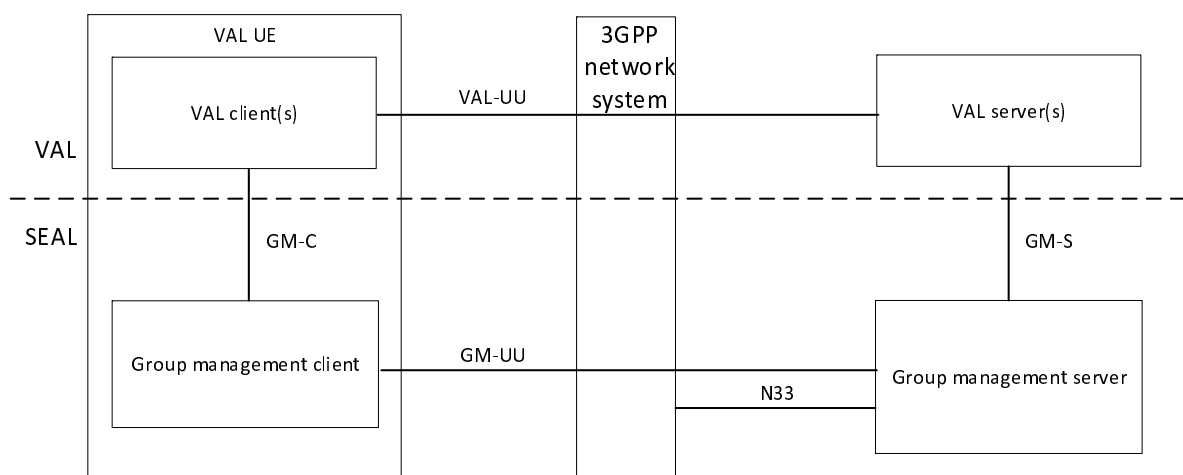 VAL UE
3GPP
network
system
VAL client(s)
VAL-UU
VAL server(s)
VAL
SEAL
GM-C
GM-S
Group management client
GM-UU
Group management server
N33